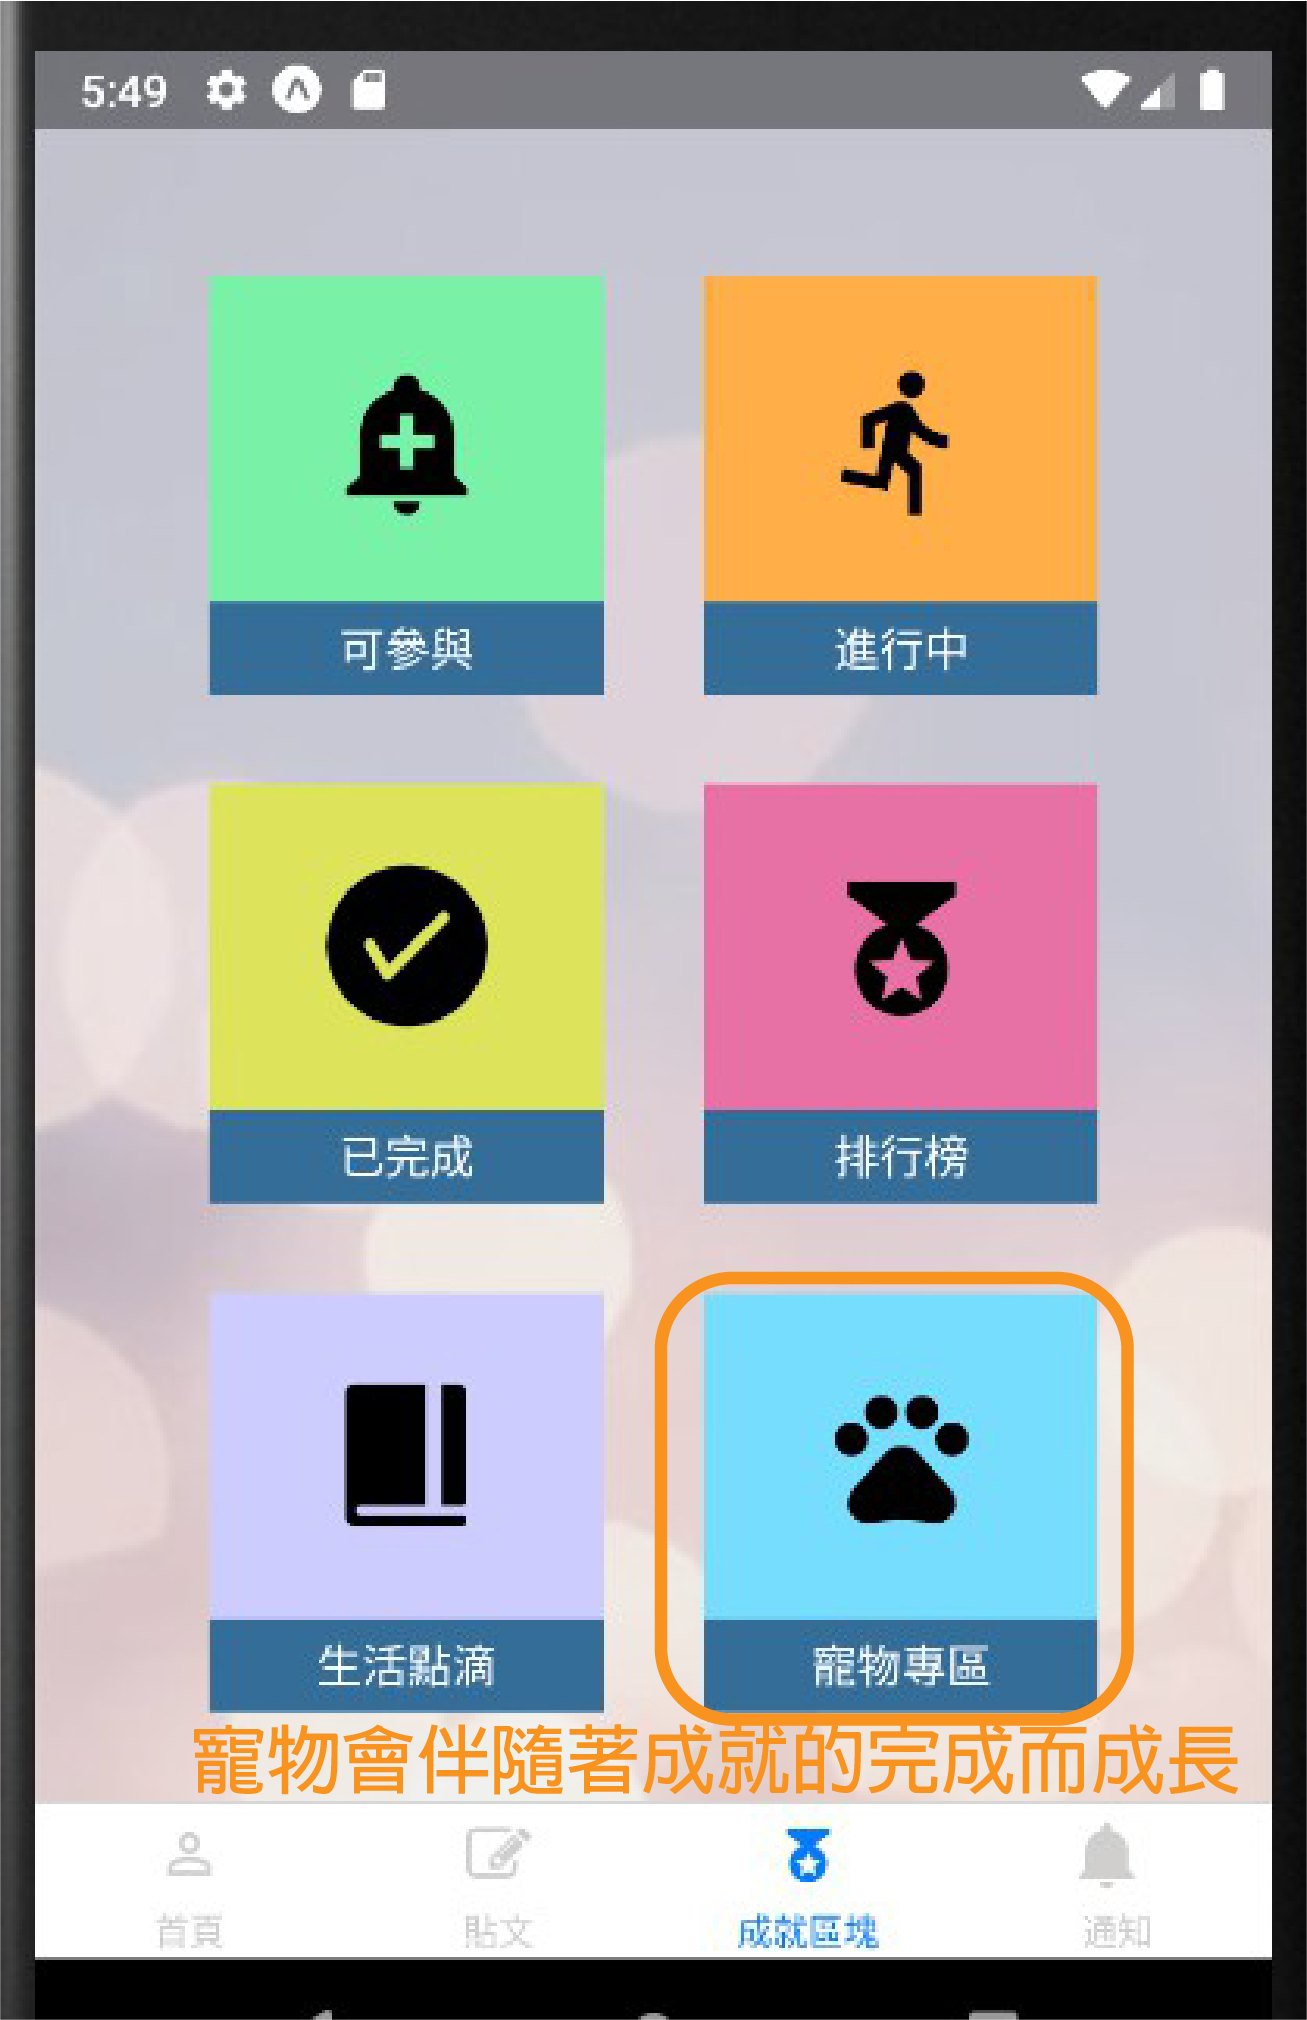 5:49
可參與
進行中
已完成
排行榜
生活點滴
寵物專區
寵物會伴隨著成就的完成而成長
首頁
貼文
成就區塊
通知